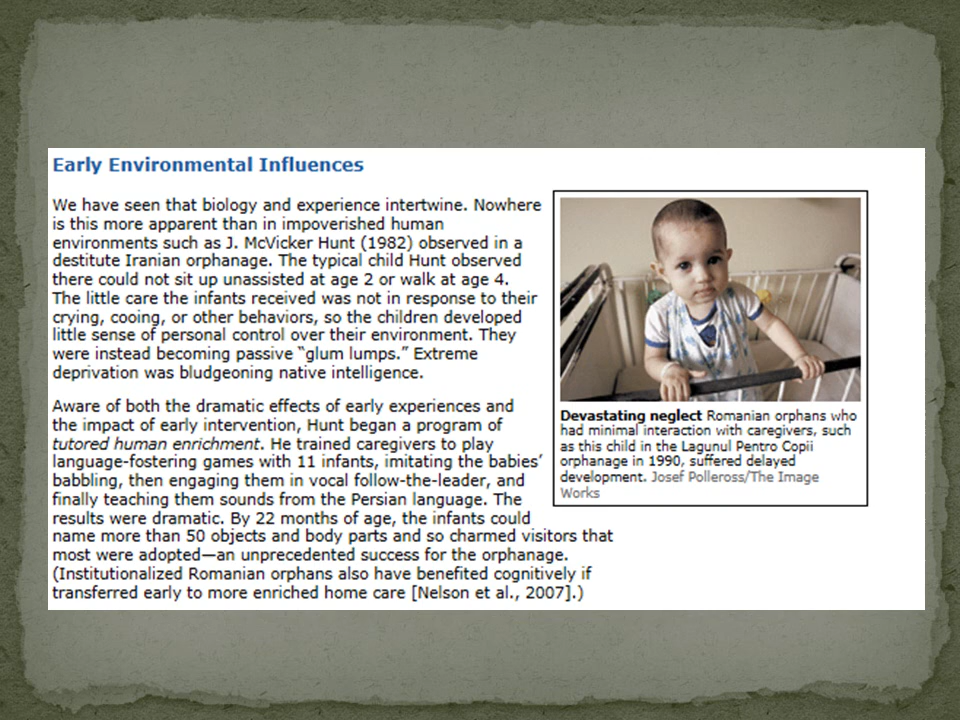 Early Environmental Influences
We have seen that biology and experience intertwine. Nowhere
is this more apparent than in impoverished human
environments such as J. McVicker Hunt (1982) observed in a
destitute Iranian orphanage. The typical child Hunt observed
there could not sit up unassisted at age 2 or walk at age 4.
The little care the infants received was not in response to their
crying, cooing, or other behaviors, so the children developed
little sense of personal control over their environment. They
were instead becoming passive “glum lumps.” Extreme
deprivation was bludgeoning native intelligence.
Aware of both the dramatic effects of early experiences and
the impact of early intervention, Hunt began a program of
tutored human enrichment. He trained caregivers to play
language-fostering games with 11 infants, imitating the babies’
babbling, then engaging them in vocal follow-the-leader, and
finally teaching them sounds from the Persian language. The
results were dramatic. By 22 months of age, the infants could
name more than 50 objects and body parts and so charmed visitors that
most were adopted—an unprecedented success for the orphanage.
(Institutionalized Romanian orphans also have benefited cognitively if
transferred early to more enriched home care [Nelson et al., 2007].)
Devastating neglect Romanian orphans who
had minimal interaction with caregivers, such
as this child in the Lagunul Pentro Copii
orphanage in 1990, suffered delayed
development. Josef Polleross/The Image
Works